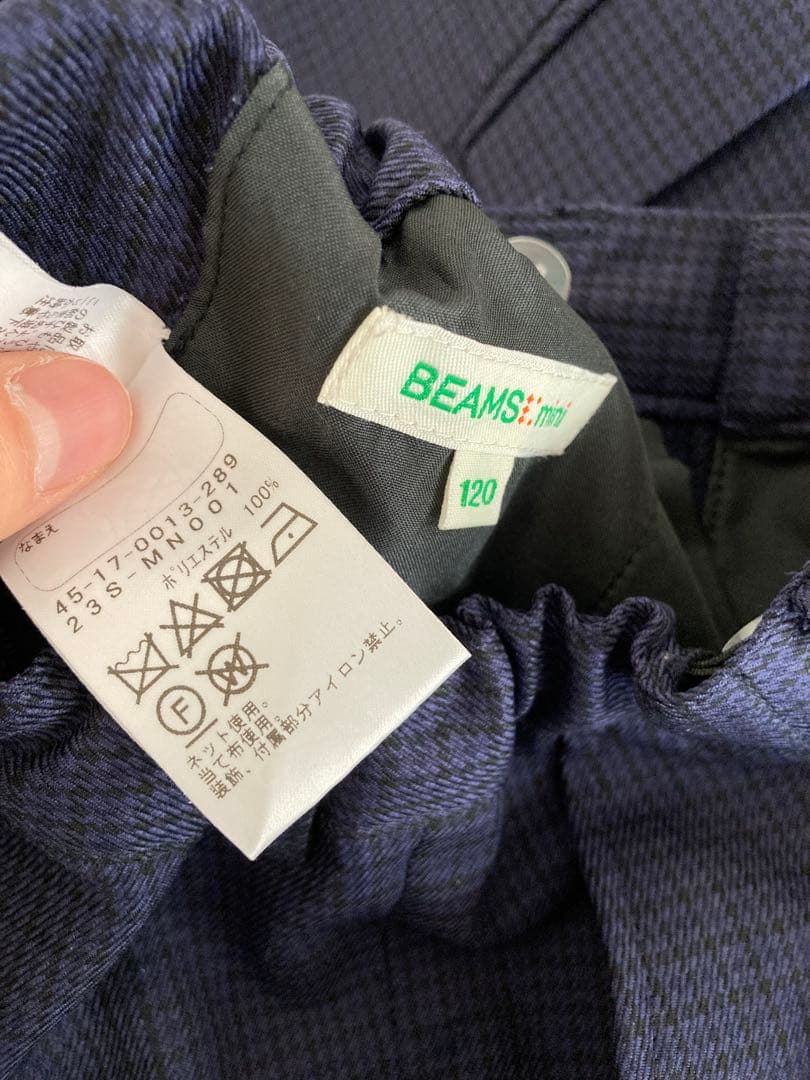 BEAMS mini
120
なまえ
45-17-0013-289
23S-MN001
ポリエステル 100%
F
W
ネット使用。
当て布使用。
装飾、付属部分アイロン禁止。